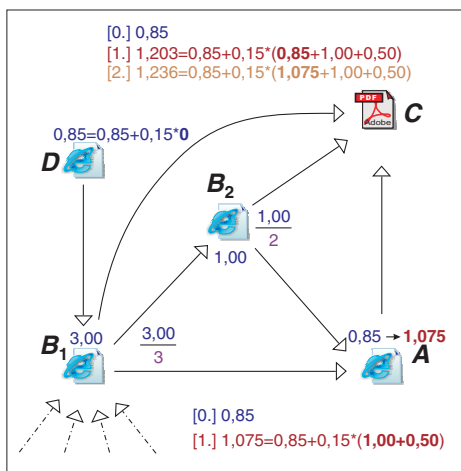 [0.] 0,85
[1.] 1,203=0,85+0,15*(0,85+1,00+0,50)
[2.] 1,236=0,85+0,15*(1,075+1,00+0,50)
PDF
Adobe
C
0,85=0,85+0,15*0
D
B2
1,00
2
1,00
B1
3,00
3,00
3
0,85 → 1,075
A
[0.] 0,85
[1.] 1,075=0,85+0,15*(1,00+0,50)